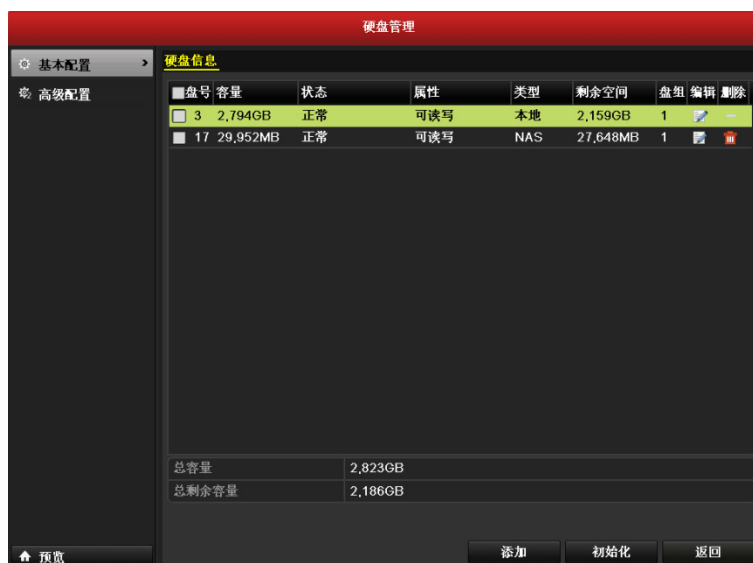 硬盘管理
基本配置 >
高级配置
硬盘信息
盘号 容量 状态 属性 类型 剩余空间 盘组 编辑 删除
3 2,794GB 正常 可读写 本地 2,159GB 1 —
17 29,952MB 正常 可读写 NAS 27,648MB 1
总容量 2,823GB
总剩余容量 2,186GB
添加 初始化 返回
预览